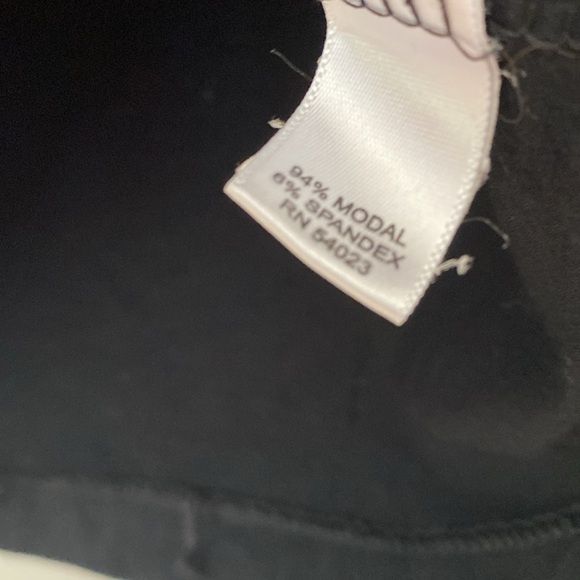 94% MODAL
6% SPANDEX
RN 54023